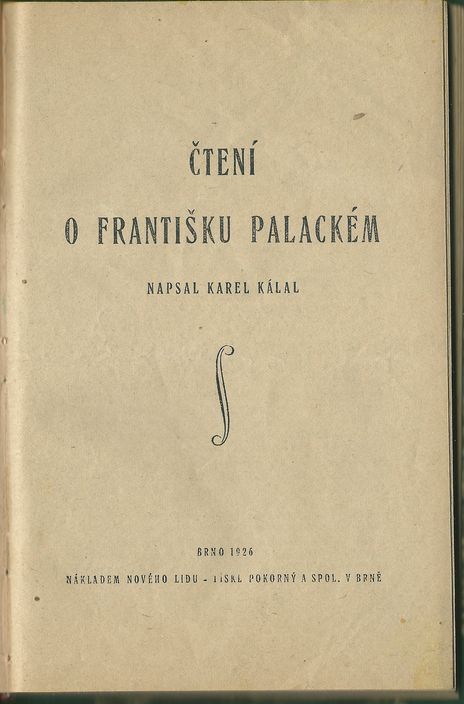 ČTENÍ
O FRANTIŠKU PALACKÉM
NAPSAL KAREL KÁLAL
BRNO 1926
NÁKLADEM NOVÉHO LIDU - TISKL POKORNÝ A SPOL. V BRNĚ